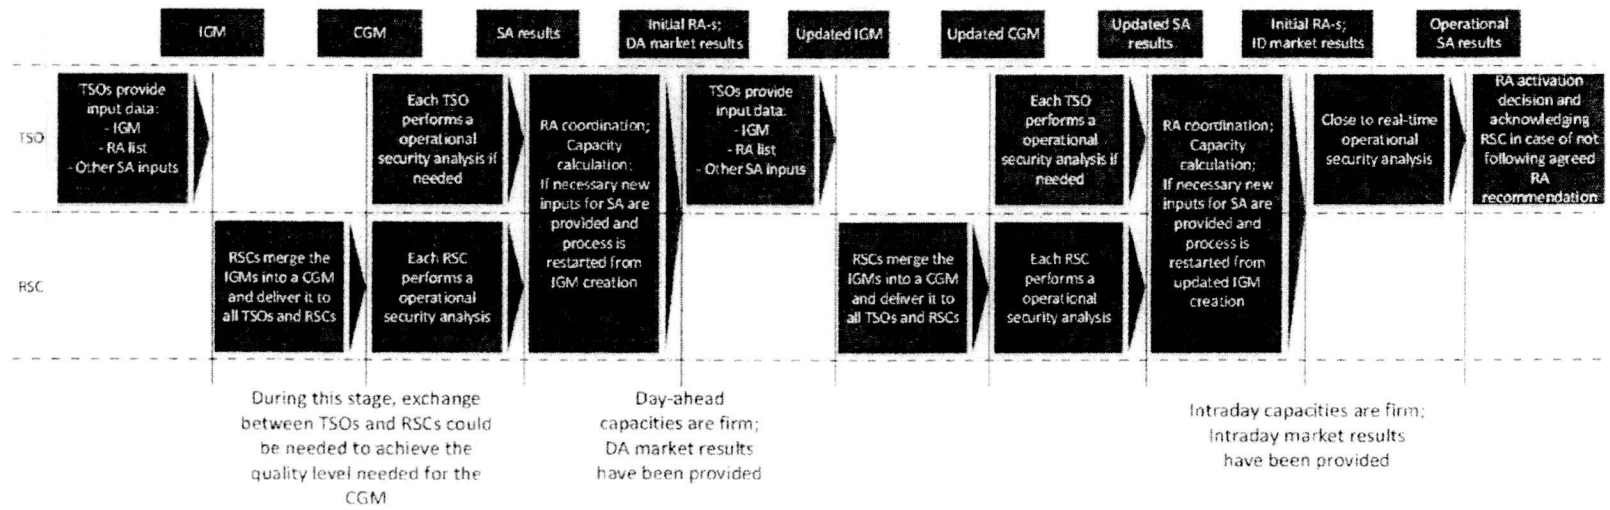 IGM
CGM
SA results
Initial RA-s;
DA market results
Updated IGM
Updated CGM
Updated SA
results
Initial RA-s;
ID market results
Operational
SA results
TSO
TSOs provide
input data:
- IGM
- RA list
- Other SA inputs
Each TSO
performs a
operational
security analysis if
needed
RA coordination;
Capacity
calculation;
If necessary new
inputs for SA are
provided and
process is
restarted from
IGM creation
TSOs provide
input data:
- IGM
- RA list
- Other SA inputs
Each TSO
performs a
operational
security analysis if
needed
RA coordination;
Capacity
calculation;
If necessary new
inputs for SA are
provided and
process is
restarted from
updated IGM
creation
Close to real-time
operational
security analysis
RA activation
decision and
acknowledging
RSC in case of not
following agreed
RA
recommendation
RSC
RSCs merge the
IGMs into a CGM
and deliver it to
all TSOs and RSCs
Each RSC
performs a
operational
security analysis
RSCs merge the
IGMs into a CGM
and deliver it to
all TSOs and RSCs
Each RSC
performs a
operational
security analysis
During this stage, exchange
between TSOs and RSCs could
be needed to achieve the
quality level needed for the
CGM
Day-ahead
capacities are firm;
DA market results
have been provided
Intraday capacities are firm;
Intraday market results
have been provided